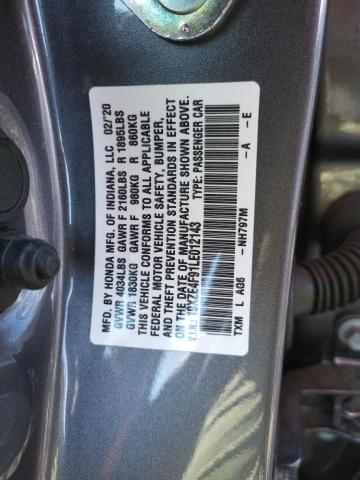 MFD. BY HONDA MFG. OF INDIANA, LLC 02/'20
GVWR 4034LBS GAWR F 2160LBS R 1895LBS
GVWR 1830KG GAWR F 980KG R 860KG
THIS VEHICLE CONFORMS TO ALL APPLICABLE
FEDERAL MOTOR VEHICLE SAFETY, BUMPER,
AND THEFT PREVENTION STANDARDS IN EFFECT
ON THE DATE OF MANUFACTURE SHOWN ABOVE.
V.I.N.: 19XZE4F91LE012143 TYPE: PASSENGER CAR
NH797M -A -E
TXM L A06